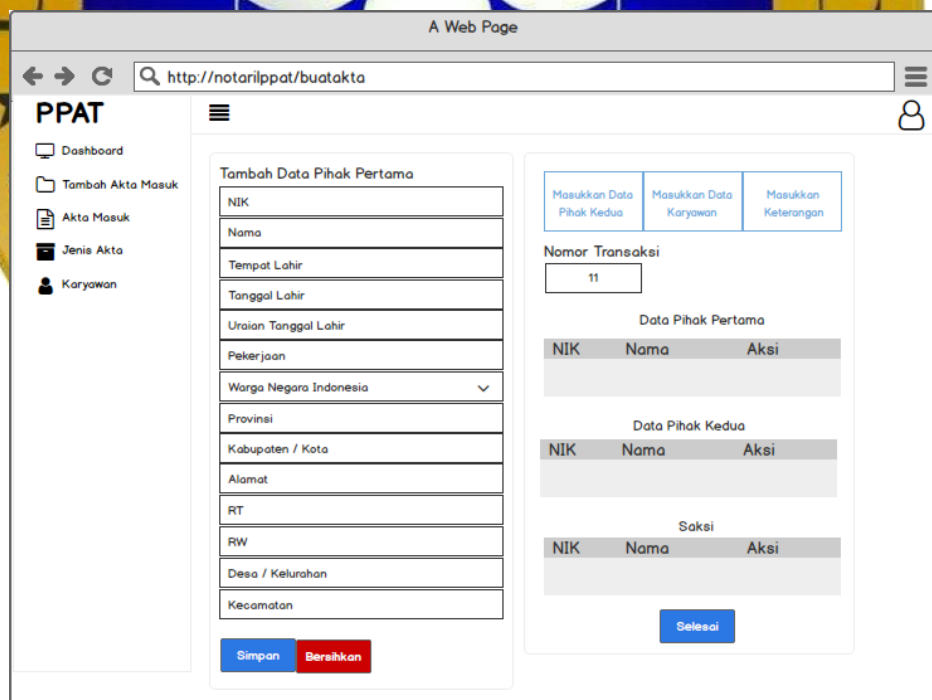 A Web Page
http://notarilppat/buatakta
PPAT
Dashboard
Tambah Akta Masuk
Akta Masuk
Jenis Akta
Karyawan
Tambah Data Pihak Pertama
NIK
Nama
Tempat Lahir
Tanggal Lahir
Uraian Tanggal Lahir
Pekerjaan
Warga Negara Indonesia
Provinsi
Kabupaten / Kota
Alamat
RT
RW
Desa / Kelurahan
Kecamatan
Simpan Bersihkan
Masukkan Data
Pihak Kedua
Masukkan Data
Karyawan
Masukkan
Keterangan
Nomor Transaksi
11
Data Pihak Pertama
NIK Nama Aksi
Data Pihak Kedua
NIK Nama Aksi
Saksi
NIK Nama Aksi
Selesai